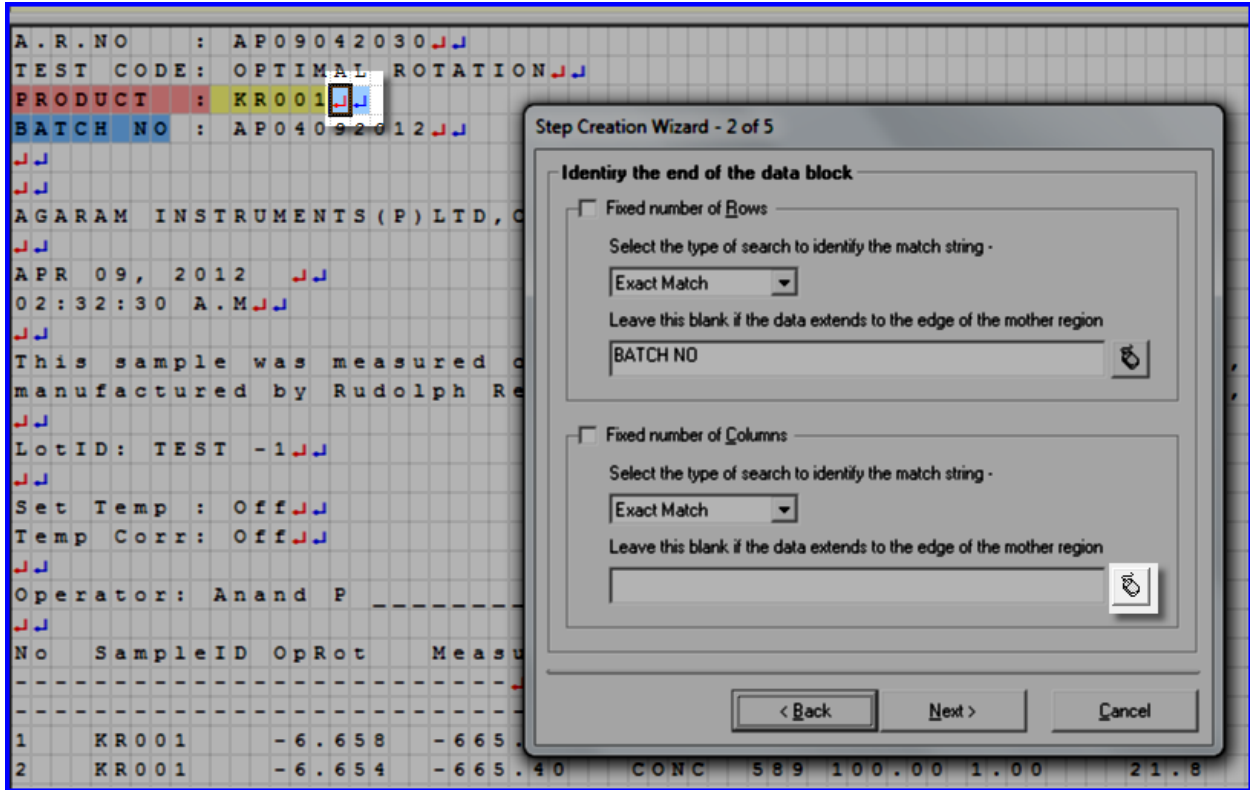 A.R.NO : AP09042030
TEST CODE: OPTIMAL ROTATION
PRODUCT : KR001
BATCH NO : AP04092012
AGARAM INSTRUMENTS(P)LTD,
APR 09, 2012
02:32:30 A.M
This sample was measured
manufactured by Rudolph Re
LotID: TEST -1
Set Temp : Off
Temp Corr: Off
Operator: Anand P ________
No SampleID OpRot Measu
--------------------------
--------------------------
1 KR001 -6.658 -665.
2 KR001 -6.654 -665.40 CONC 589 100.00 1.00 21.8
Step Creation Wizard - 2 of 5
Identiry the end of the data block
Fixed number of Rows
Select the type of search to identify the match string -
Exact Match
Leave this blank if the data extends to the edge of the mother region
BATCH NO
Fixed number of Columns
Select the type of search to identify the match string -
Exact Match
Leave this blank if the data extends to the edge of the mother region
< Back
Next >
Cancel